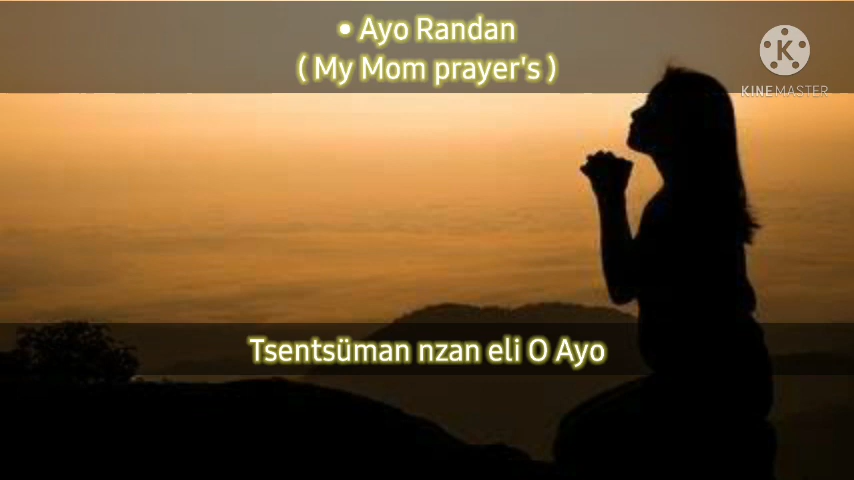 • Ayo Randan
( My Mom prayer's )
KINEMASTER
Tsentsüman nzan eli O Ayo